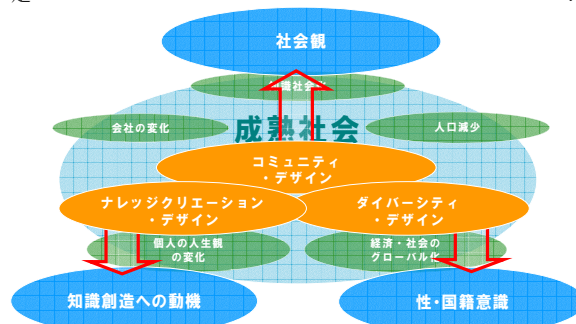 社会観
会社の変化
成熟社会
人口減少
コミュニティ
・デザイン
ナレッジクリエーション
・デザイン
ダイバーシティ
・デザイン
個人の人生観
の変化
経済・社会の
グローバル化
知識創造への動機
性・国籍意識